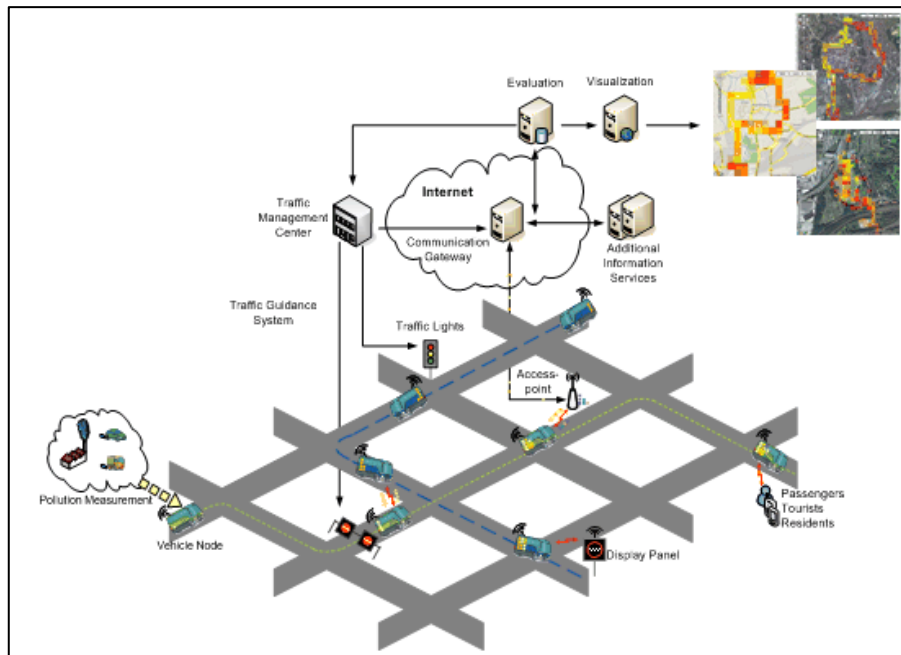 Evaluation
Visualization
Internet
Traffic
Management
Center
Communication
Gateway
Additional
Information
Services
Traffic Guidance
System
Traffic Lights
Access-
point
Pollution Measurement
Vehicle Node
Passengers
Tourists
Residents
Display Panel